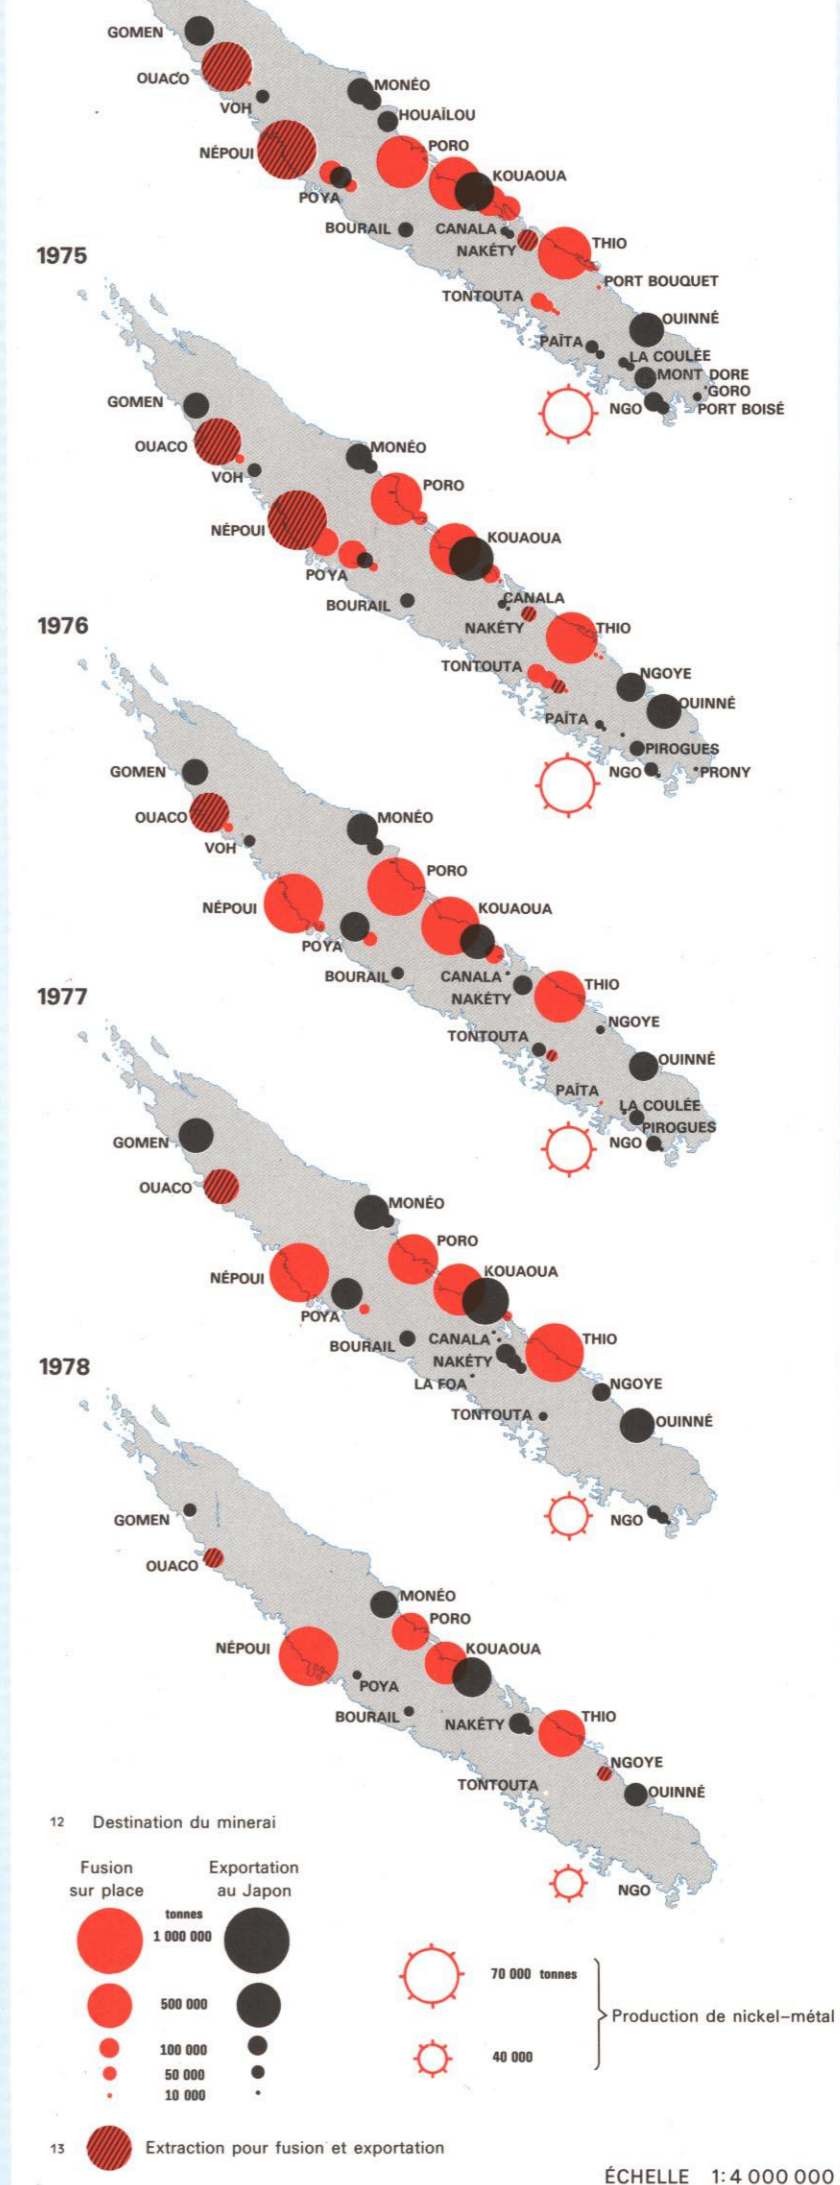 GOMEN
OUACO
VOH
MONÉO
HOUAÏLOU
NÉPOUI
PORO
KOUAOUA
POYA
BOURAIL
CANALA
NAKÉTY
THIO
PORT BOUQUET
TONTOUTA
OUINNÉ
PAÏTA
LA COULÉE
MONT DORE
GORO
NGO
PORT BOISÉ
1975
GOMEN
OUACO
VOH
MONÉO
PORO
NÉPOUI
KOUAOUA
POYA
BOURAIL
CANALA
NAKÉTY
THIO
TONTOUTA
NGOYE
OUINNÉ
PAÏTA
PIROGUES
NGO
PRONY
1976
GOMEN
OUACO
VOH
MONÉO
PORO
NÉPOUI
KOUAOUA
POYA
BOURAIL
CANALA
NAKÉTY
THIO
NGOYE
TONTOUTA
OUINNÉ
PAÏTA
LA COULÉE
PIROGUES
NGO
1977
GOMEN
OUACO
MONÉO
PORO
NÉPOUI
KOUAOUA
POYA
BOURAIL
CANALA
NAKÉTY
LA FOA
THIO
NGOYE
TONTOUTA
OUINNÉ
NGO
1978
GOMEN
OUACO
MONÉO
PORO
NÉPOUI
KOUAOUA
POYA
BOURAIL
NAKÉTY
THIO
NGOYE
TONTOUTA
OUINNÉ
NGO
12 Destination du minerai
Fusion sur place
Exportation au Japon
tonnes
1 000 000
500 000
100 000
50 000
10 000
70 000 tonnes
40 000
Production de nickel-métal
13 Extraction pour fusion et exportation
ÉCHELLE 1:4 000 000